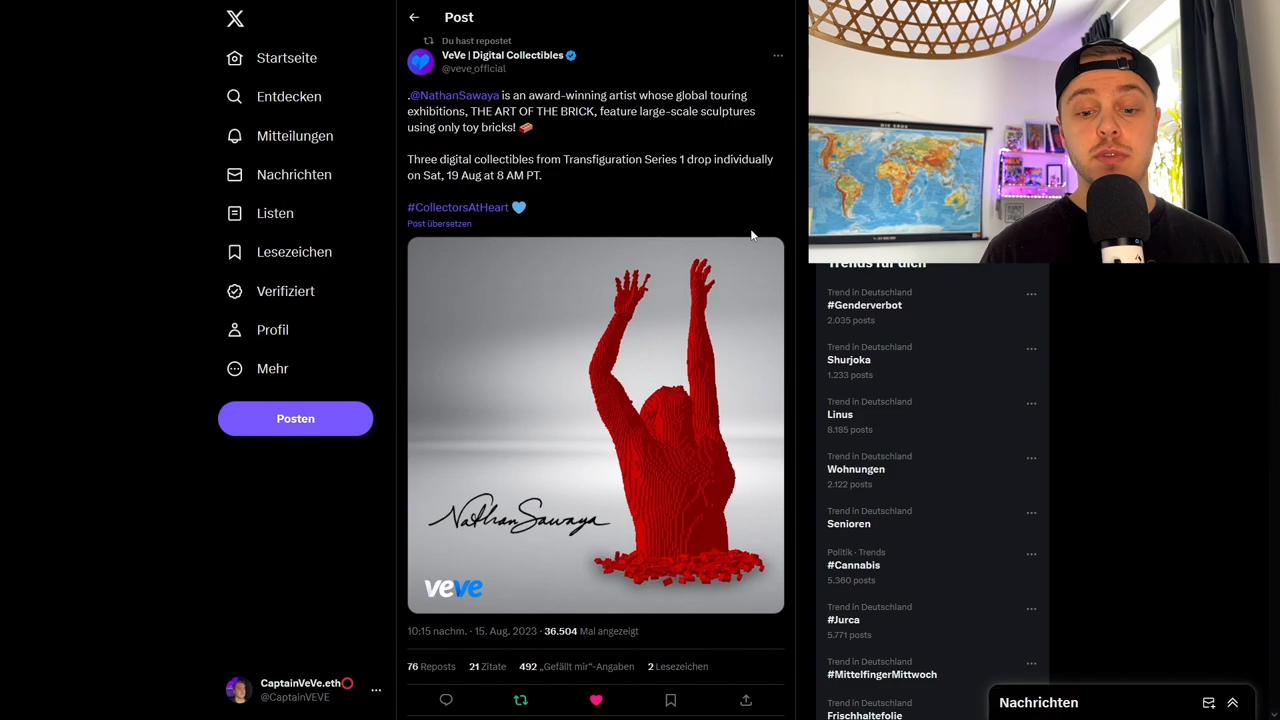 Startseite
Entdecken
Mitteilungen
Nachrichten
Listen
Lesezeichen
Verifiziert
Profil
Mehr
Posten
CaptainVeVe.eth⭕
@CaptainVEVE
Post
Du hast repostet
VeVe | Digital Collectibles
@veve_official
.@NathanSawaya is an award-winning artist whose global touring
exhibitions, THE ART OF THE BRICK, feature large-scale sculptures
using only toy bricks! 🧱
Three digital collectibles from Transfiguration Series 1 drop individually
on Sat, 19 Aug at 8 AM PT.
#CollectorsAtHeart 🩵
Post übersetzen
Nathan Sawaya
veve
10:15 nachm. · 15. Aug. 2023 · 36.504 Mal angezeigt
76 Reposts 21 Zitate 492 „Gefällt mir“-Angaben 2 Lesezeichen
Trends für dich
Trend in Deutschland
#Genderverbot
2.035 posts
Trend in Deutschland
Shurjoka
1.233 posts
Trend in Deutschland
Linus
8.185 posts
Trend in Deutschland
Wohnungen
2.122 posts
Trend in Deutschland
Senioren
Politik · Trends
#Cannabis
5.360 posts
Trend in Deutschland
#Jurca
5.771 posts
Trend in Deutschland
#MittelfingerMittwoch
Trend in Deutschland
Frischhaltefolie
Nachrichten